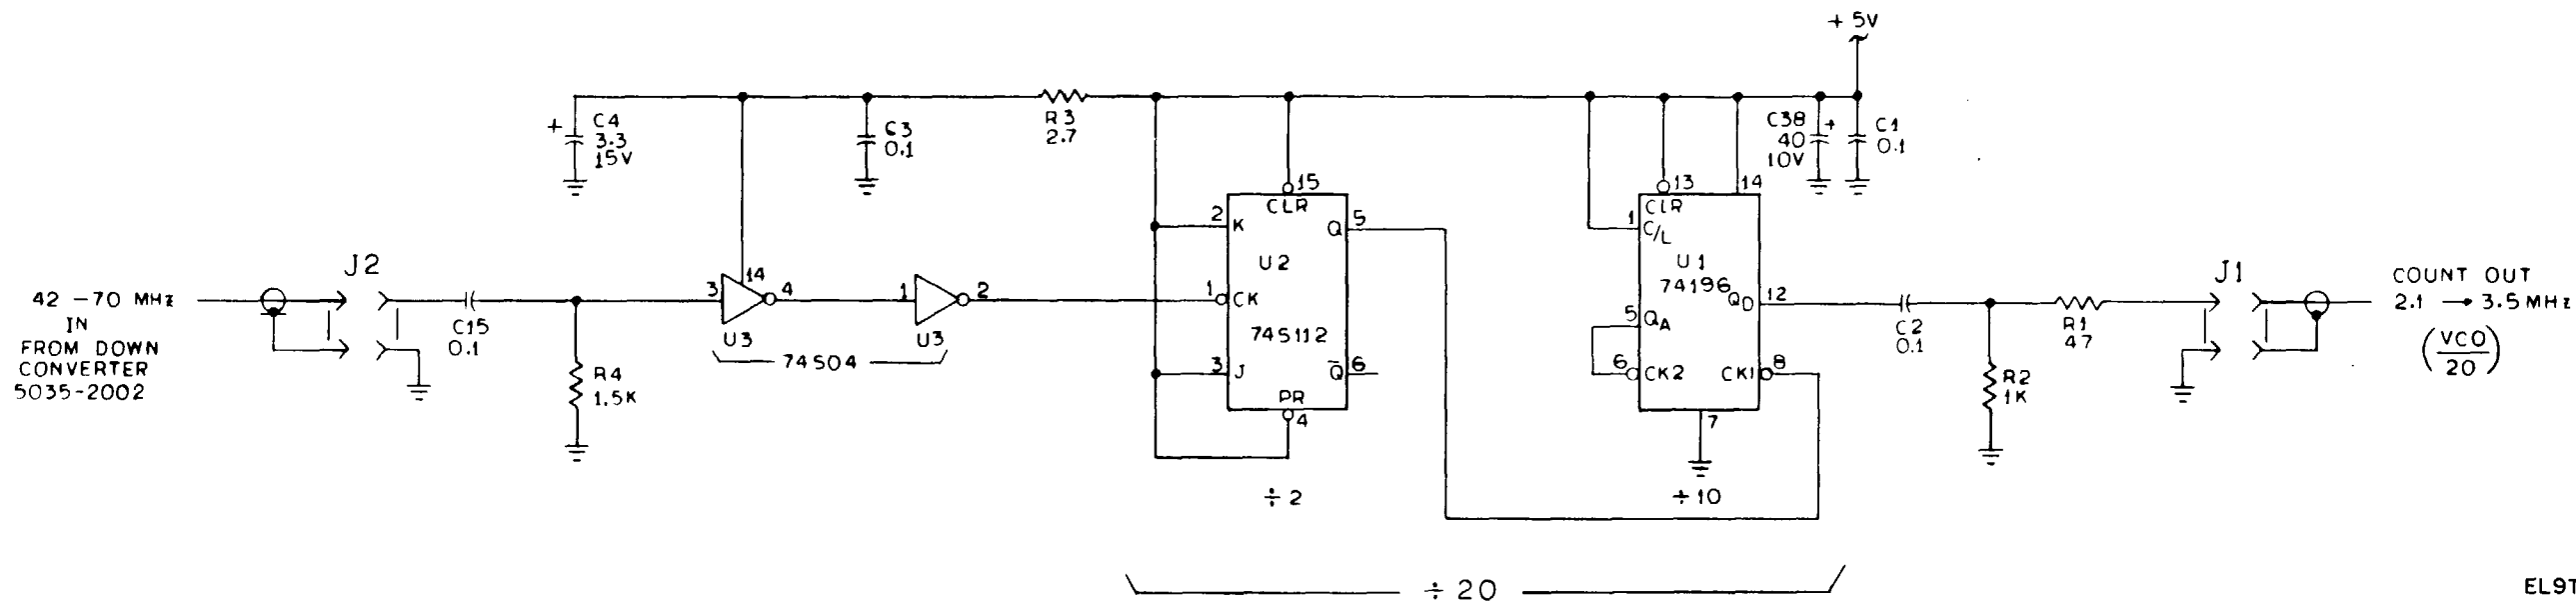 + 5V
+ C4
3.3
15V
C3
0.1
R3
2.7
C38 +
40
10V
C1
0.1
15
CLR
2 K
Q 5
U2
1 CK
74S112
3 J
Q̅ 6
PR
4
÷ 2
13
14
CLR
1 C/L
U1
74196
QD 12
5 QA
6 CK2
CK1 8
7
÷10
J2
42 – 70 MHz
IN
FROM DOWN
CONVERTER
5035-2002
C15
0.1
R4
1.5K
3 14 4
U3
1 2
U3
74S04
C2
0.1
R2
1K
R1
47
J1
COUNT OUT
2.1 → 3.5 MHz
(VCO
20)
÷ 20
EL9T